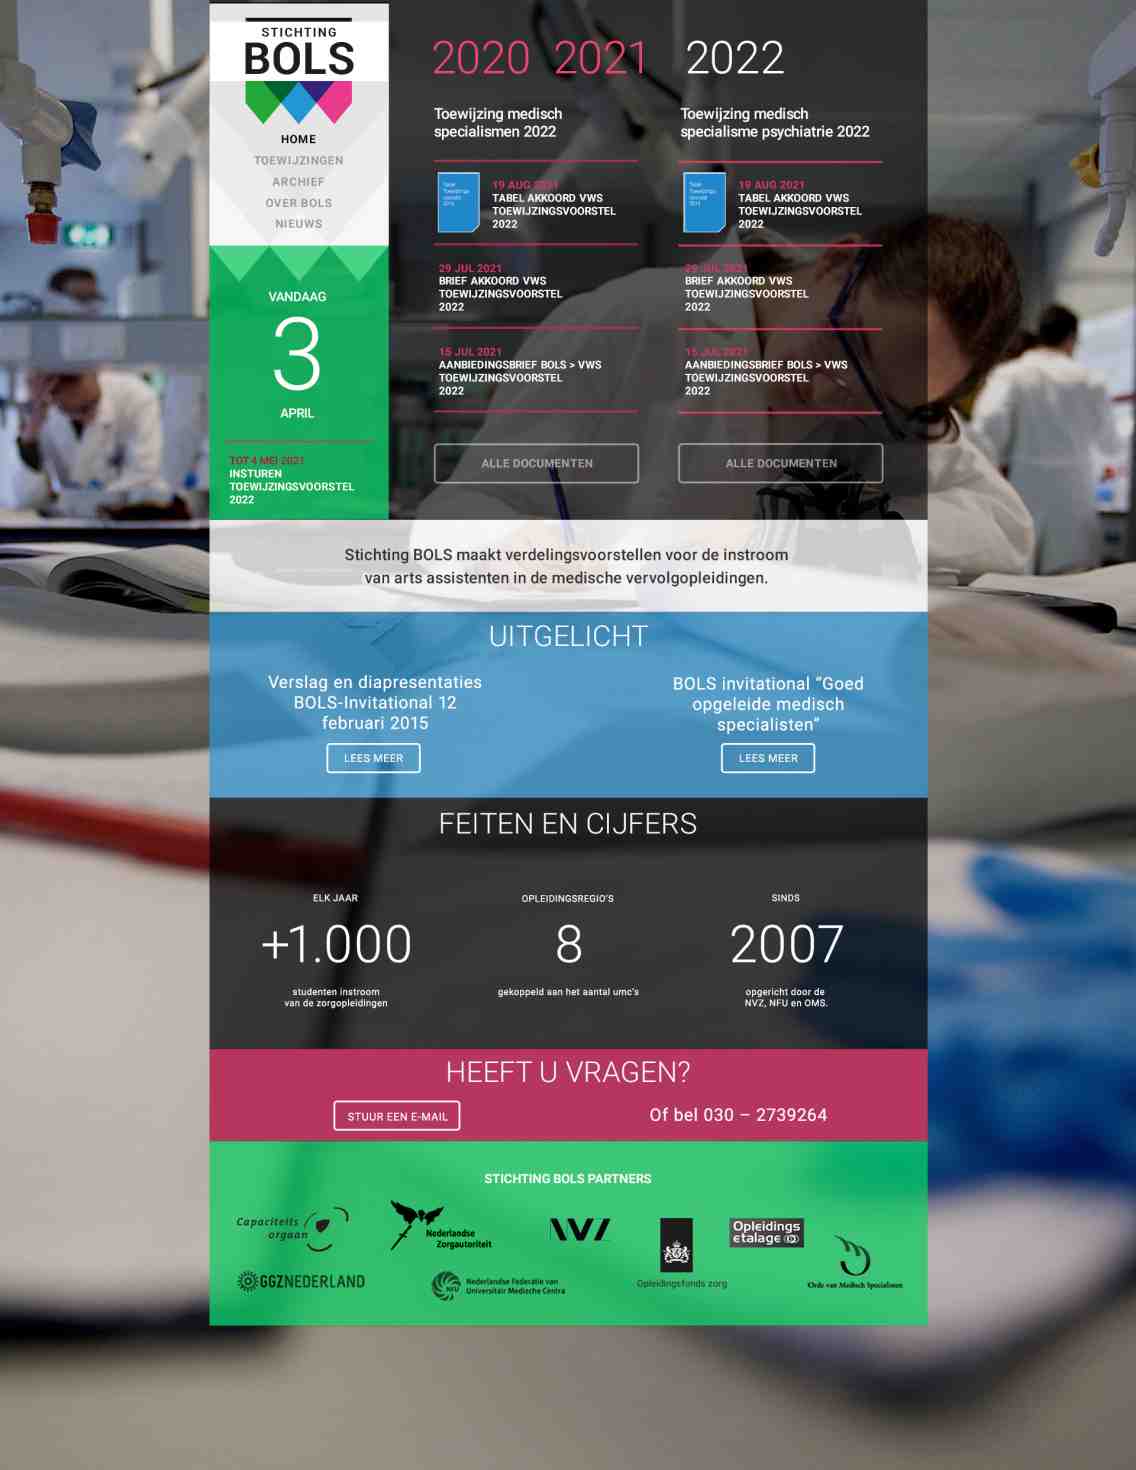 STICHTING
BOLS
HOME
TOEWIJZINGEN
ARCHIEF
OVER BOLS
NIEUWS
VANDAAG
3
APRIL
TOT 4 MEI 2021
INSTUREN
TOEWIJZINGSVOORSTEL
2022
2020 2021 2022
Toewijzing medisch
specialismen 2022
19 AUG 2021
TABEL AKKOORD VWS
TOEWIJZINGSVOORSTEL
2022
29 JUL 2021
BRIEF AKKOORD VWS
TOEWIJZINGSVOORSTEL
2022
15 JUL 2021
AANBIEDINGSBRIEF BOLS > VWS
TOEWIJZINGSVOORSTEL
2022
ALLE DOCUMENTEN
Toewijzing medisch
specialisme psychiatrie 2022
19 AUG 2021
TABEL AKKOORD VWS
TOEWIJZINGSVOORSTEL
2022
29 JUL 2021
BRIEF AKKOORD VWS
TOEWIJZINGSVOORSTEL
2022
15 JUL 2021
AANBIEDINGSBRIEF BOLS > VWS
TOEWIJZINGSVOORSTEL
2022
ALLE DOCUMENTEN
Stichting BOLS maakt verdelingsvoorstellen voor de instroom
van arts assistenten in de medische vervolgopleidingen.
UITGELICHT
Verslag en diapresentaties
BOLS-Invitational 12
februari 2015
LEES MEER
BOLS invitational “Goed
opgeleide medisch
specialisten”
LEES MEER
FEITEN EN CIJFERS
ELK JAAR
+1.000
studenten instroom
van de zorgopleidingen
OPLEIDINGSREGIO'S
8
gekoppeld aan het aantal umc's
SINDS
2007
opgericht door de
NVZ, NFU en OMS.
HEEFT U VRAGEN?
STUUR EEN E-MAIL
Of bel 030 – 2739264
STICHTING BOLS PARTNERS
Capaciteits
orgaan
Nederlandse
Zorgautoriteit
Opleidings
etalage
GGZNEDERLAND
NFU
Nederlandse Federatie van
Universitair Medische Centra
Opleidingsfonds zorg
Orde van Medisch Specialisten